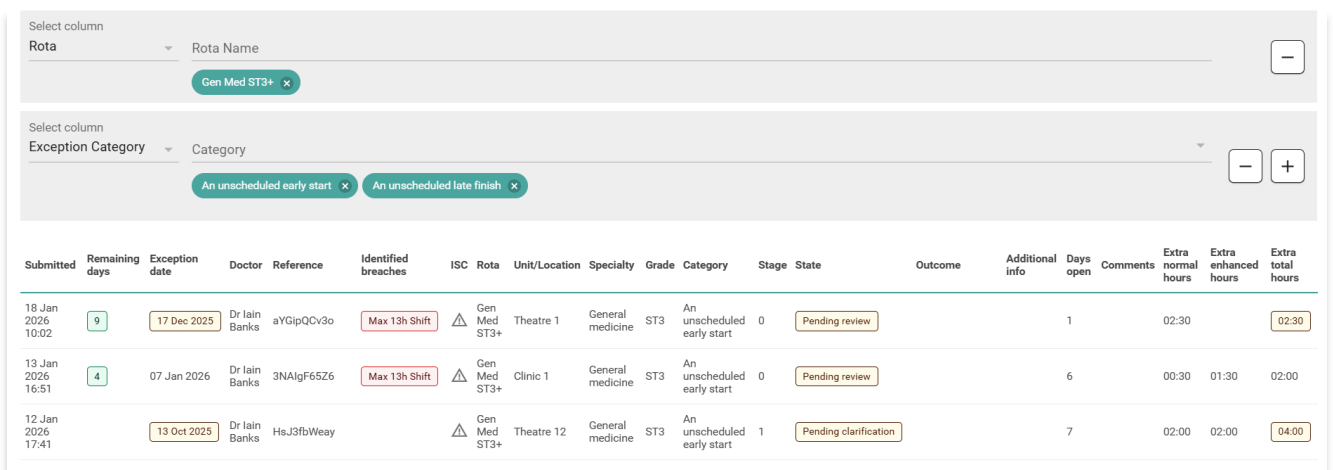 Select column
Rota
Rota Name
Gen Med ST3+
Select column
Exception Category
Category
An unscheduled early start An unscheduled late finish
Submitted Remaining days Exception date Doctor Reference Identified breaches ISC Rota Unit/Location Specialty Grade Category Stage State Outcome Additional info Days open Comments Extra normal hours Extra enhanced hours Extra total hours
18 Jan 2026 10:02 9 17 Dec 2025 Dr Iain Banks aYGipQCv3o Max 13h Shift Gen Med ST3+ Theatre 1 General medicine ST3 An unscheduled early start 0 Pending review 1 02:30 02:30
13 Jan 2026 16:51 4 07 Jan 2026 Dr Iain Banks 3NAIgF65Z6 Max 13h Shift Gen Med ST3+ Clinic 1 General medicine ST3 An unscheduled early start 0 Pending review 6 00:30 01:30 02:00
12 Jan 2026 17:41 13 Oct 2025 Dr Iain Banks HsJ3fbWeay Gen Med ST3+ Theatre 12 General medicine ST3 An unscheduled early start 1 Pending clarification 7 02:00 02:00 04:00